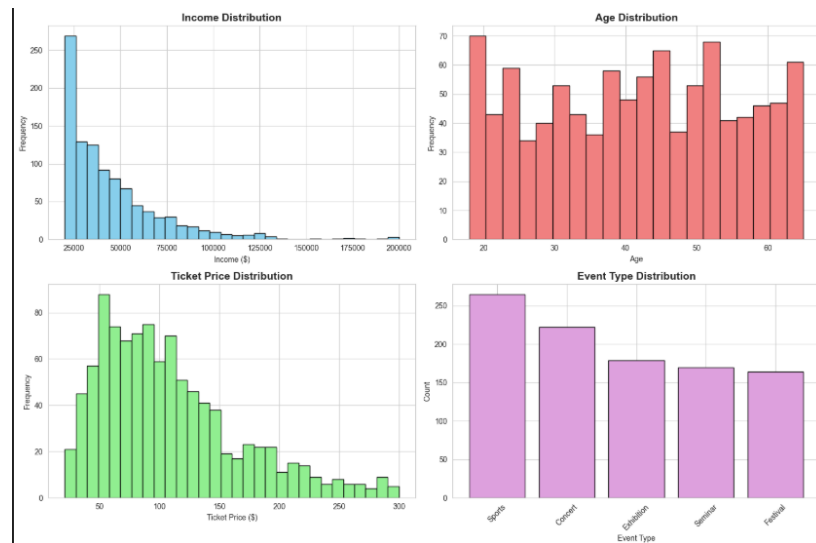 Income Distribution
250
200
150
100
50
0
Frequency
25000 50000 75000 100000 125000 150000 175000 200000
Income ($)
Age Distribution
70
60
50
40
30
20
10
0
Frequency
20 30 40 50 60
Age
Ticket Price Distribution
80
60
40
20
0
Frequency
50 100 150 200 250 300
Ticket Price ($)
Event Type Distribution
250
200
150
100
50
0
Count
Sports Concert Exhibition Seminar Festival
Event Type